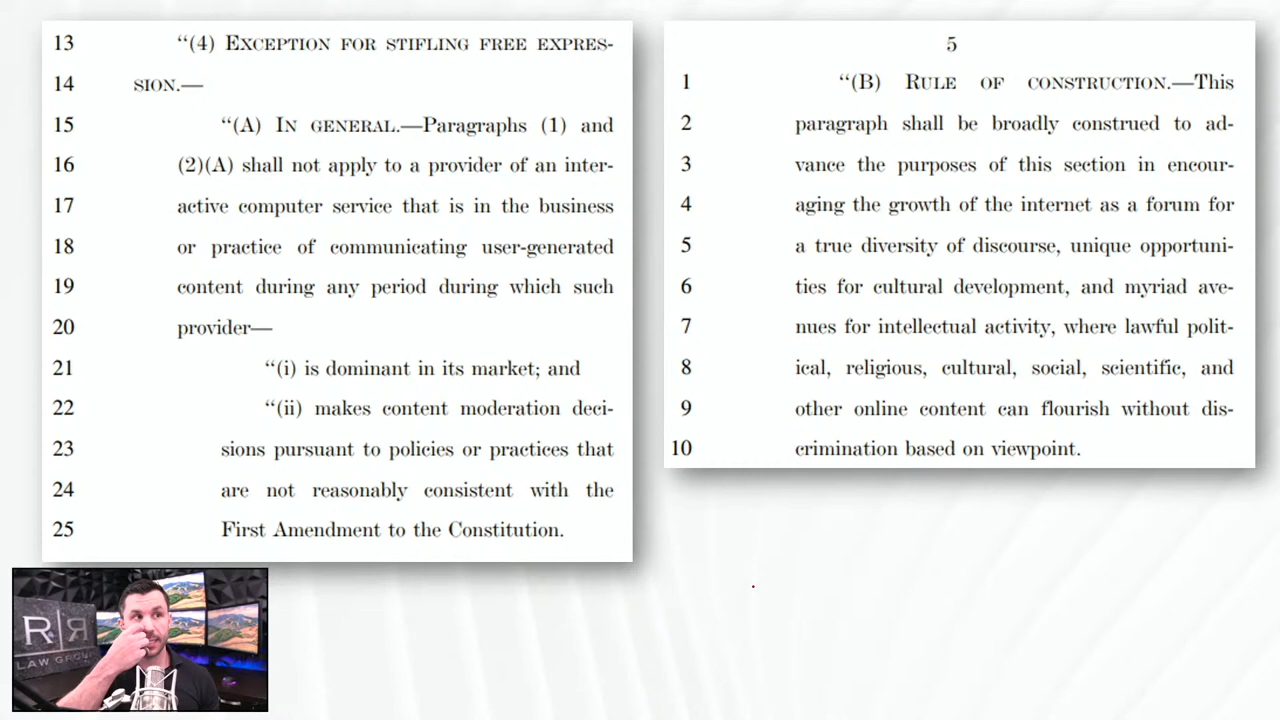 13 “(4) EXCEPTION FOR STIFLING FREE EXPRES-
14 SION.—
15 “(A) IN GENERAL.—Paragraphs (1) and
16 (2)(A) shall not apply to a provider of an inter-
17 active computer service that is in the business
18 or practice of communicating user-generated
19 content during any period during which such
20 provider—
21 “(i) is dominant in its market; and
22 “(ii) makes content moderation deci-
23 sions pursuant to policies or practices that
24 are not reasonably consistent with the
25 First Amendment to the Constitution.
5
1 “(B) RULE OF CONSTRUCTION.—This
2 paragraph shall be broadly construed to ad-
3 vance the purposes of this section in encour-
4 aging the growth of the internet as a forum for
5 a true diversity of discourse, unique opportuni-
6 ties for cultural development, and myriad ave-
7 nues for intellectual activity, where lawful polit-
8 ical, religious, cultural, social, scientific, and
9 other online content can flourish without dis-
10 crimination based on viewpoint.
R|R
LAW GROUP